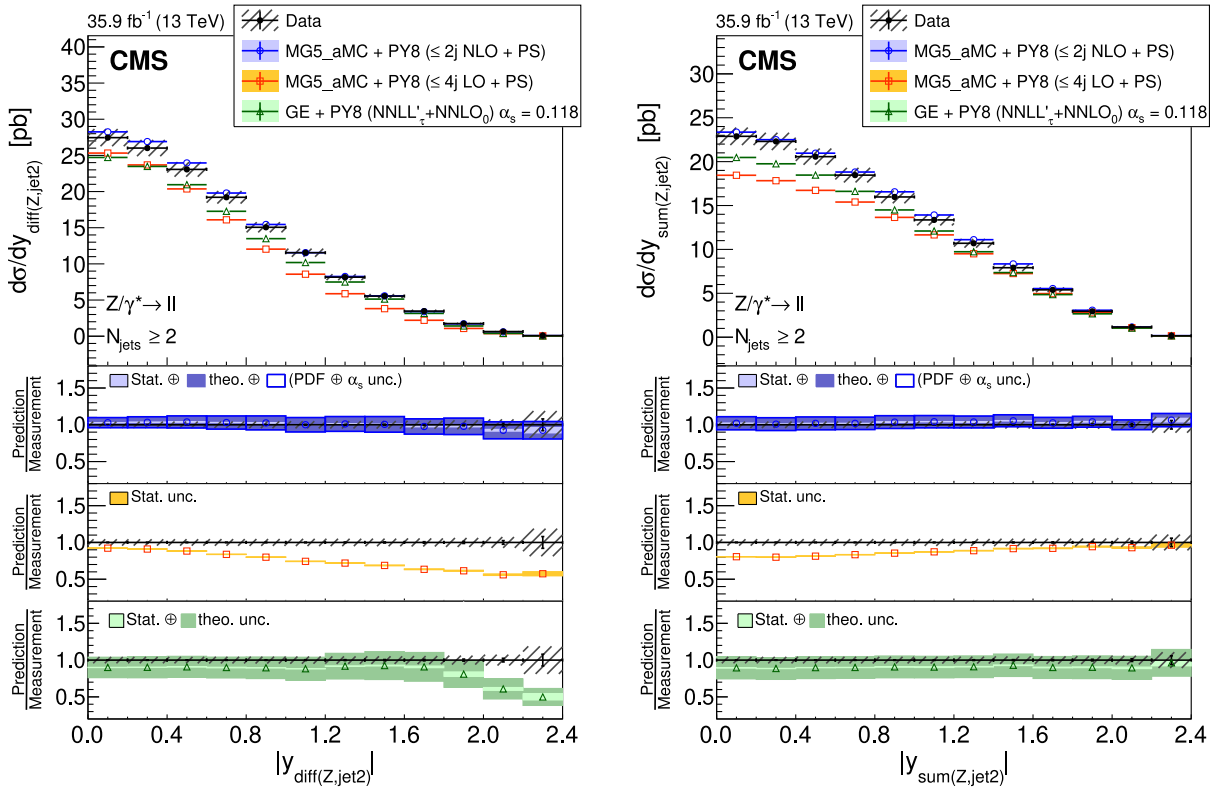 35.9 fb⁻¹ (13 TeV)
CMS
Data
MG5_aMC + PY8 (≤ 2j NLO + PS)
MG5_aMC + PY8 (≤ 4j LO + PS)
GE + PY8 (NNLL'τ+NNLO₀) αs = 0.118
dσ/dy diff(Z,jet2) [pb]
40
35
30
25
20
15
10
5
0
Z/γ*→ ll
N jets ≥ 2
Stat. ⊕ theo. ⊕ (PDF ⊕ αs unc.)
Prediction
Measurement
1.5
1.0
0.5
Stat. unc.
Prediction
Measurement
1.5
1.0
0.5
Stat. ⊕ theo. unc.
Prediction
Measurement
1.5
1.0
0.5
0.0 0.4 0.8 1.2 1.6 2.0 2.4
|y diff(Z,jet2)|
35.9 fb⁻¹ (13 TeV)
CMS
Data
MG5_aMC + PY8 (≤ 2j NLO + PS)
MG5_aMC + PY8 (≤ 4j LO + PS)
GE + PY8 (NNLL'τ+NNLO₀) αs = 0.118
dσ/dy sum(Z,jet2) [pb]
30
25
20
15
10
5
0
Z/γ*→ ll
N jets ≥ 2
Stat. ⊕ theo. ⊕ (PDF ⊕ αs unc.)
Prediction
Measurement
1.5
1.0
0.5
Stat. unc.
Prediction
Measurement
1.5
1.0
0.5
Stat. ⊕ theo. unc.
Prediction
Measurement
1.5
1.0
0.5
0.0 0.4 0.8 1.2 1.6 2.0 2.4
|y sum(Z,jet2)|